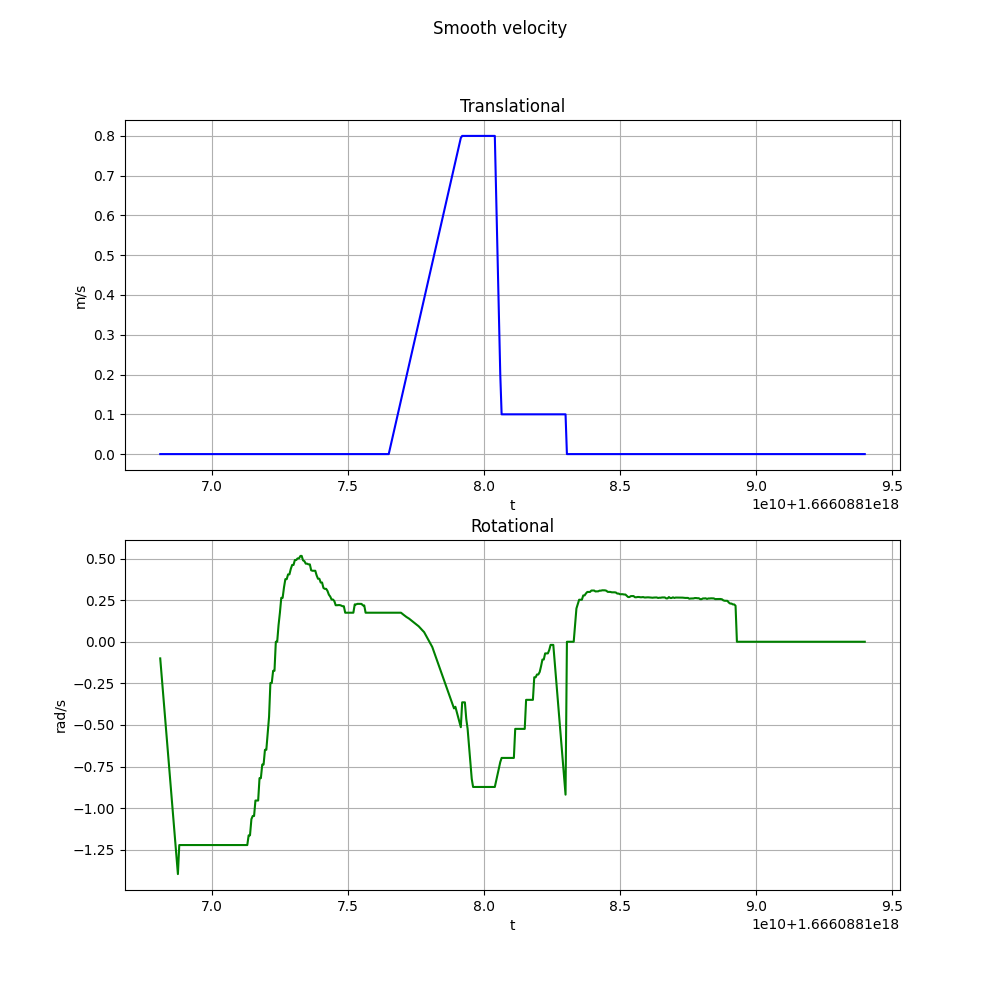 Smooth velocity
Translational
0.8
0.7
0.6
0.5
0.4
0.3
0.2
0.1
0.0
m/s
7.0 7.5 8.0 8.5 9.0 9.5
t
1e10+1.6660881e18
Rotational
0.50
0.25
0.00
−0.25
−0.50
−0.75
−1.00
−1.25
rad/s
7.0 7.5 8.0 8.5 9.0 9.5
t
1e10+1.6660881e18